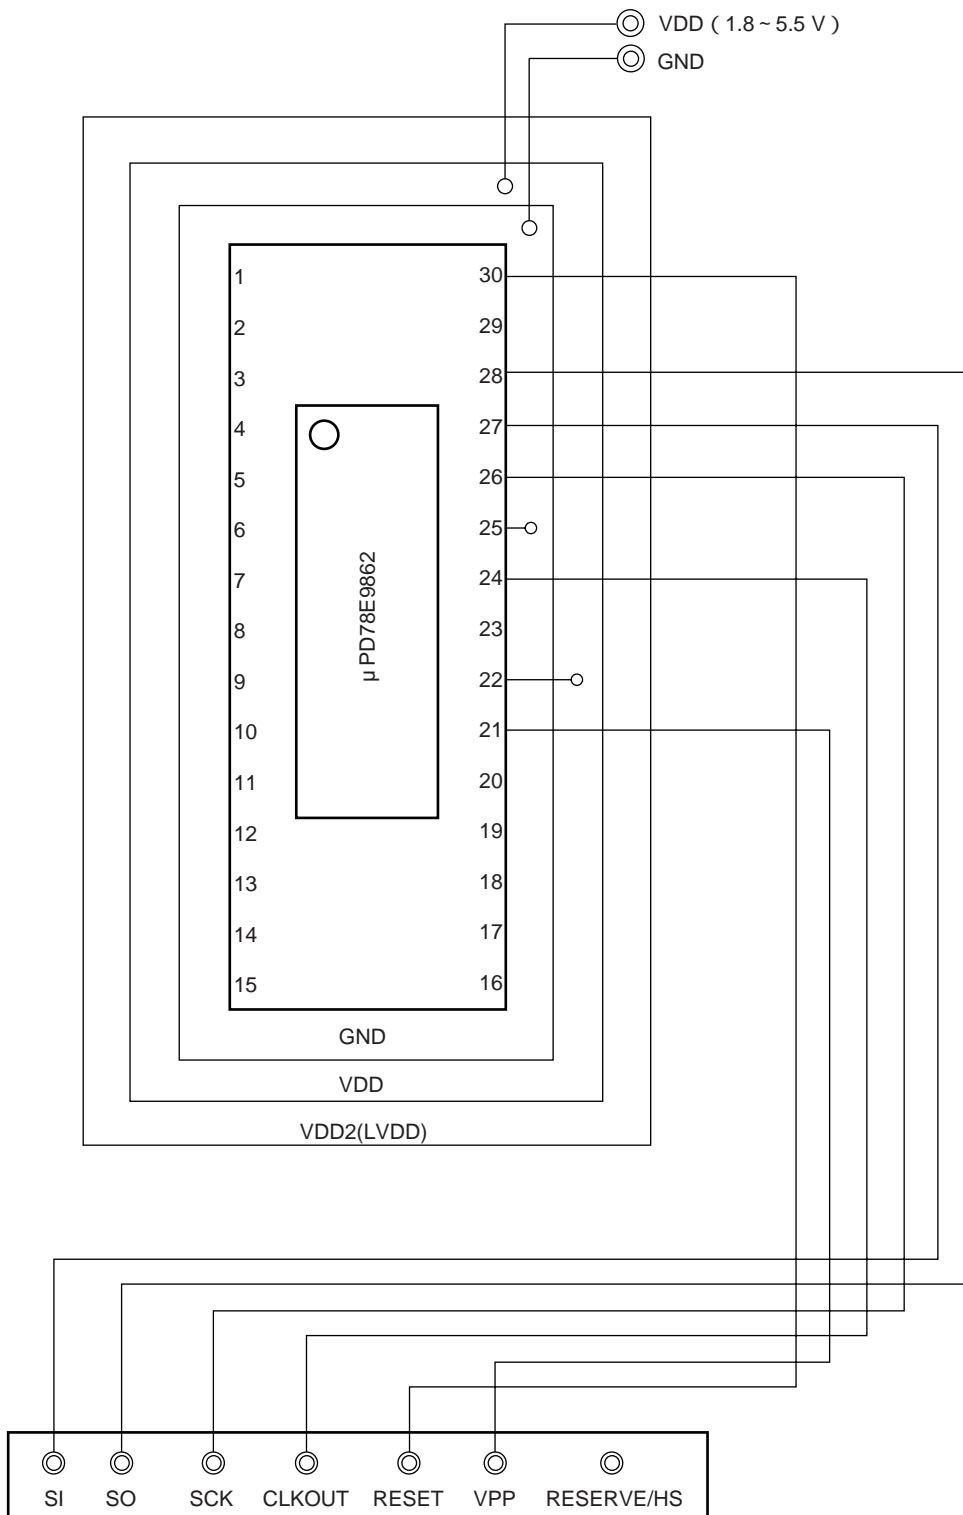 VDD ( 1.8 ~ 5.5 V )
GND
1 30
2 29
3 28
4 27
5 26
6 25
7 24
8 23
9 22
10 21
11 20
12 19
13 18
14 17
15 16
μ PD78E9862
GND
VDD
VDD2(LVDD)
SI SO SCK CLKOUT RESET VPP RESERVE/HS